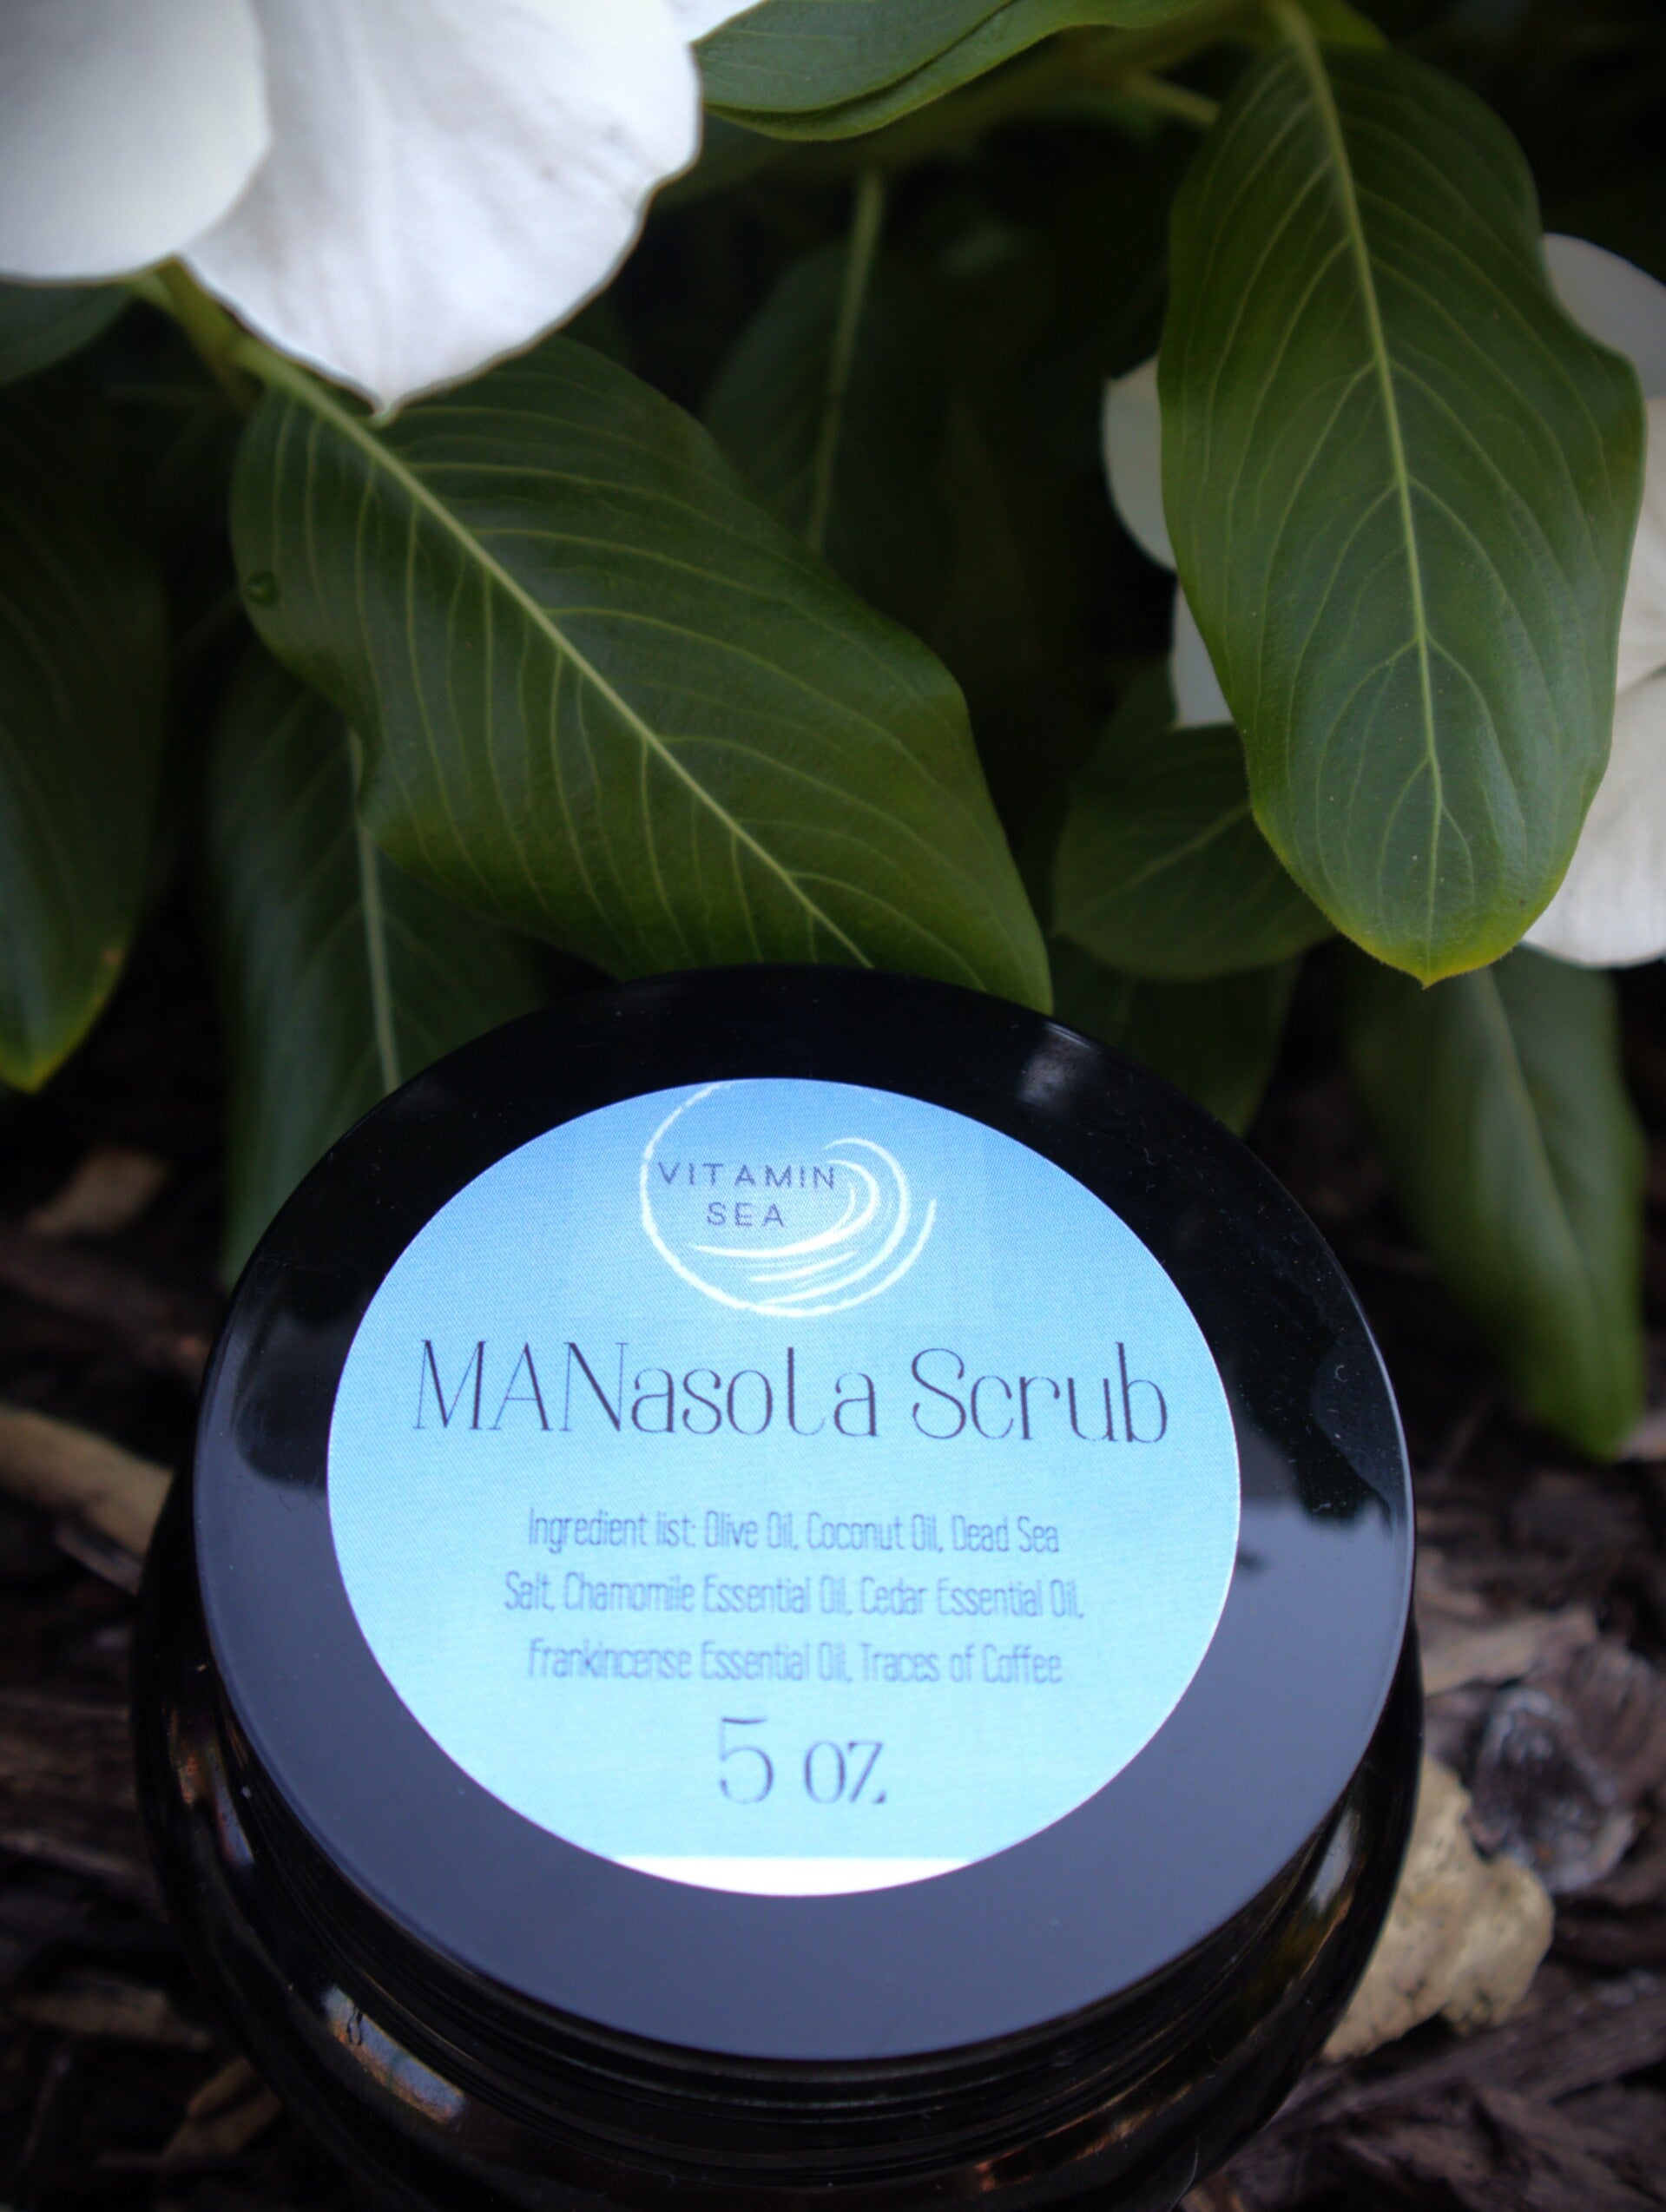 VITAMIN
SEA
MANasota Scrub
Ingredient list: Olive Oil, Coconut Oil, Dead Sea
Salt, Chamomile Essential Oil, Cedar Essential Oil,
Frankincense Essential Oil, Traces of Coffee
5 oz